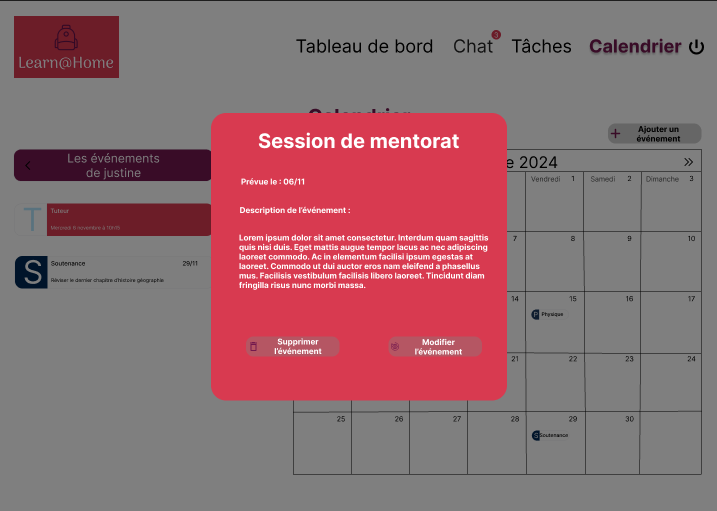 Learn@Home
Tableau de bord
Chat
3
Tâches
Calendrier
Calendrier
Ajouter un
événement
Les événements
de justine
e 2024
Vendredi 1
Samedi 2
Dimanche 3
T
Tuteur
S
Soutenance 29/11
Réviser le dernier chapitre d'histoire géographie
Session de mentorat
Prévue le : 06/11
Description de l'événement :
Lorem ipsum dolor sit amet consectetur. Interdum quam sagittis
quis nisi duis. Eget mattis augue tempor lacus ac nec adipiscing
laoreet commodo. Ac in elementum facilisi ipsum egestas at
laoreet. Commodo ut dui auctor eros nam eleifend a phasellus
mus. Facilisis vestibulum facilisis libero laoreet. Tincidunt diam
fringilla risus nunc morbi massa.
Supprimer
l'événement
Modifier
l'événement
7 8 9 10
14 15 16 17
P Physique
21 22 23 24
25 26 27 28 29 30
S Soutenance